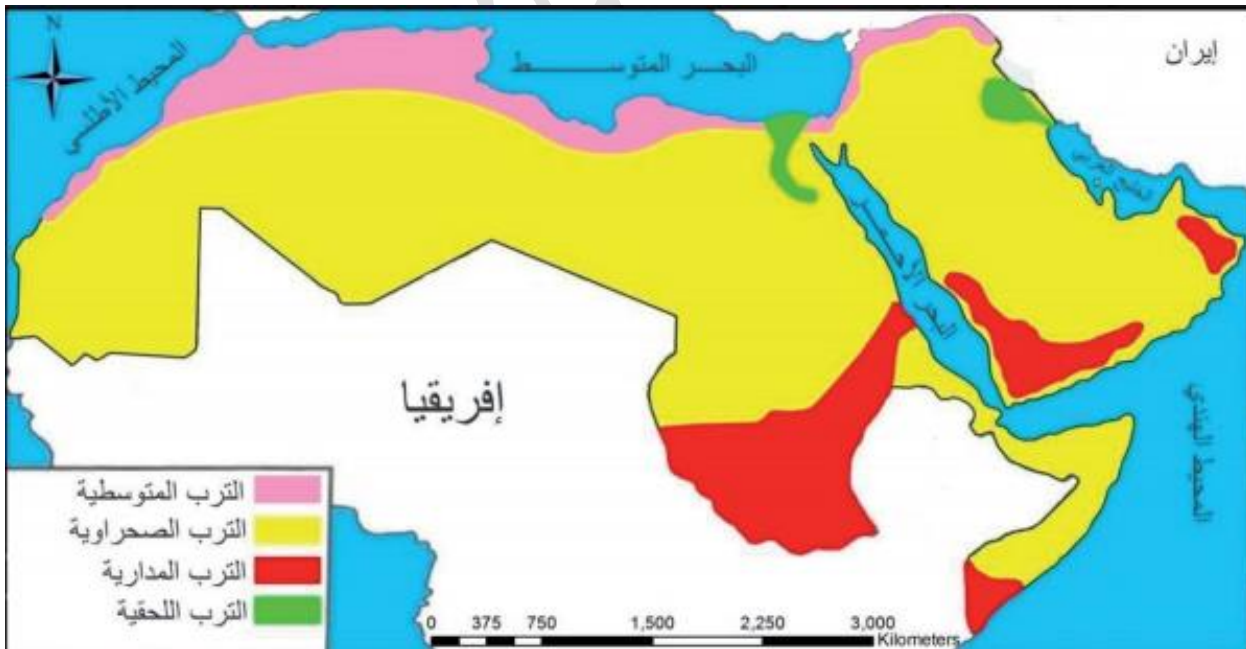 N
المحيط الأطلسي
البحر المتوسط
إيران
الخليج العربي
البحر الأحمر
المحيط الهندي
إفريقيا
الترب المتوسطية
الترب الصحراوية
الترب المدارية
الترب اللحقية
0 375 750 1,500 2,250 3,000
Kilometers